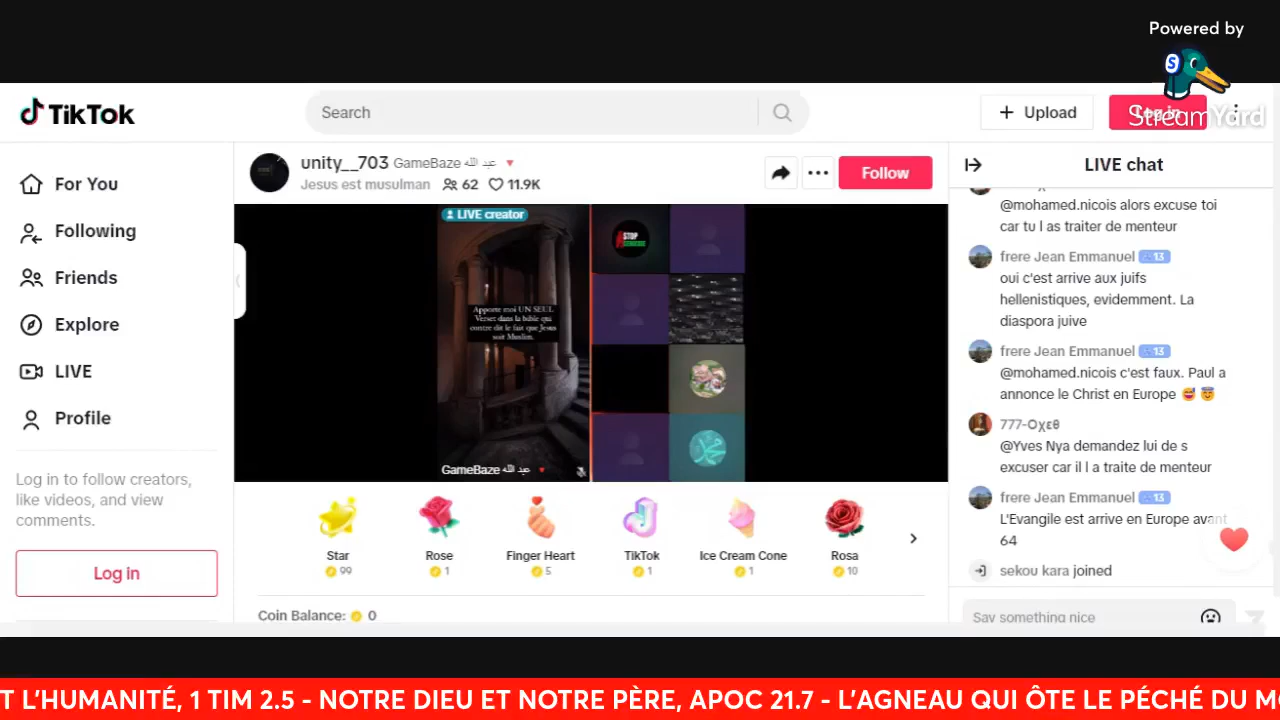 Powered by
StreamYard
TikTok
Search
Upload
Log in
For You
Following
Friends
Explore
LIVE
Profile
Log in to follow creators,
like videos, and view
comments.
Log in
unity__703 GameBaze عبد الله
Jesus est musulman 62 11.9K
Follow
LIVE creator
STOP
Apporte moi UN SEUL
Verset dans la bible qui
contre dit le fait que Jesus
soit Muslim.
GameBaze عبد الله
Star
99
Rose
1
Finger Heart
5
TikTok
1
Ice Cream Cone
1
Rosa
10
Coin Balance: 0
LIVE chat
@mohamed.nicois alors excuse toi
car tu l as traiter de menteur
frere Jean Emmanuel 13
oui c'est arrive aux juifs
hellenistiques, evidemment. La
diaspora juive
frere Jean Emmanuel 13
@mohamed.nicois c'est faux. Paul a
annonce le Christ en Europe 😅 😇
777-Οχεθ
@Yves Nya demandez lui de s
excuser car il l a traite de menteur
frere Jean Emmanuel 13
L'Evangile est arrive en Europe avant
64
sekou kara joined
Say something nice
T L'HUMANITÉ, 1 TIM 2.5 - NOTRE DIEU ET NOTRE PÈRE, APOC 21.7 - L'AGNEAU QUI ÔTE LE PÉCHÉ DU M